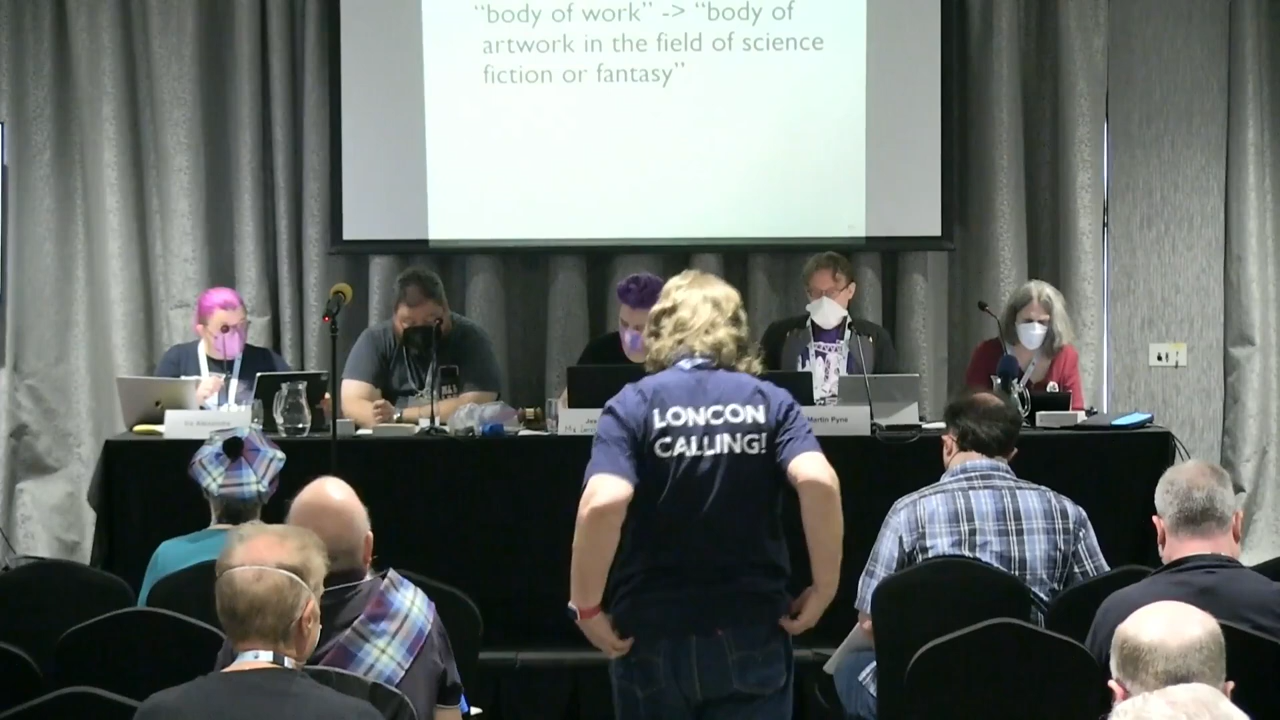 “body of work” -> “body of
artwork in the field of science
fiction or fantasy”
LONCON
CALLING!
Martin Pyne